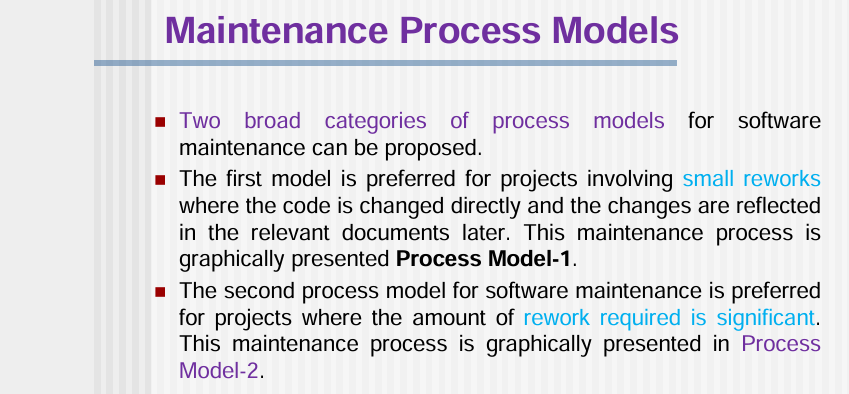 Maintenance Process Models
Two broad categories of process models for software
maintenance can be proposed.
The first model is preferred for projects involving small reworks
where the code is changed directly and the changes are reflected
in the relevant documents later. This maintenance process is
graphically presented Process Model-1.
The second process model for software maintenance is preferred
for projects where the amount of rework required is significant.
This maintenance process is graphically presented in Process
Model-2.